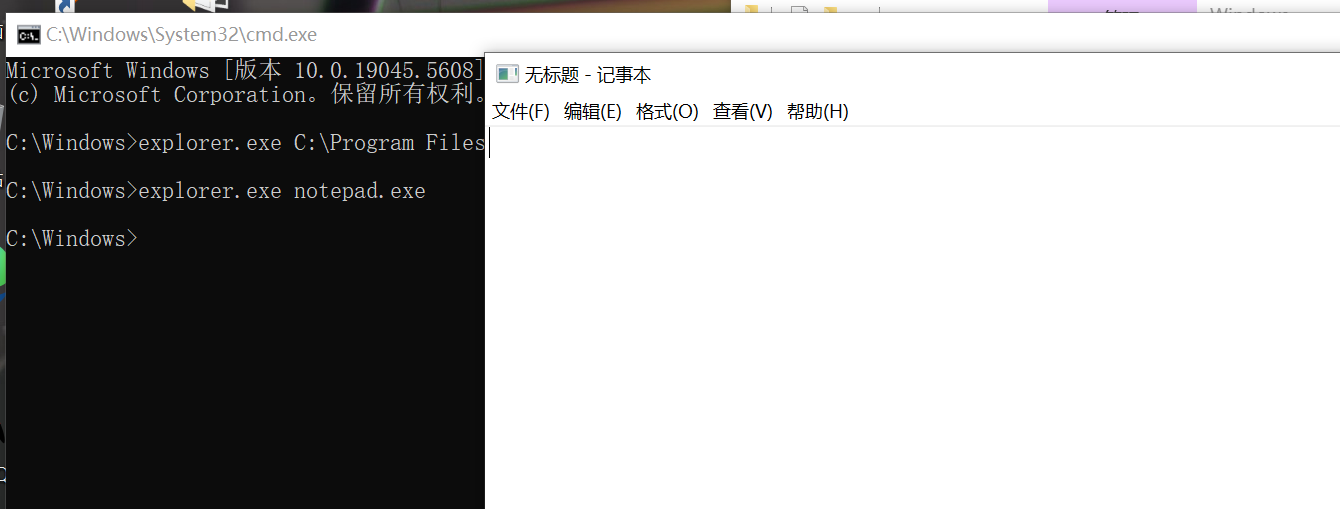 C:\Windows\System32\cmd.exe
Microsoft Windows [版本 10.0.19045.5608]
(c) Microsoft Corporation。保留所有权利。
C:\Windows>explorer.exe C:\Program Files
C:\Windows>explorer.exe notepad.exe
C:\Windows>
无标题 - 记事本
文件(F) 编辑(E) 格式(O) 查看(V) 帮助(H)